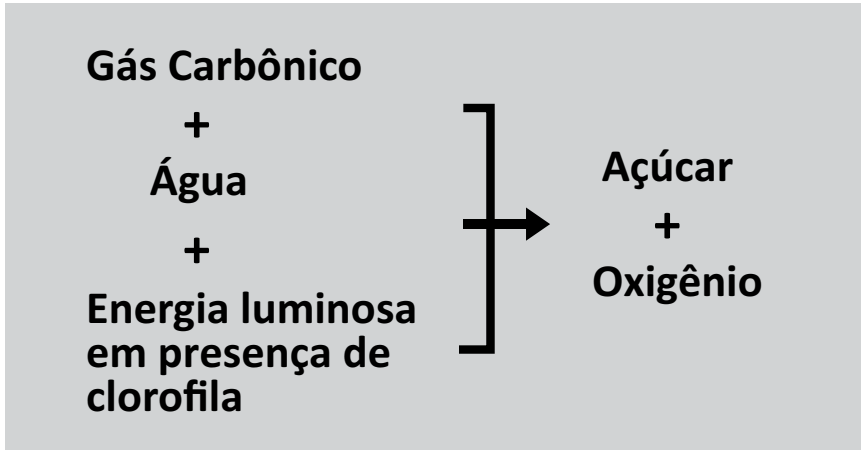 Gás Carbônico
+
Água
+
Energia luminosa
em presença de
clorofila
Açúcar
+
Oxigênio